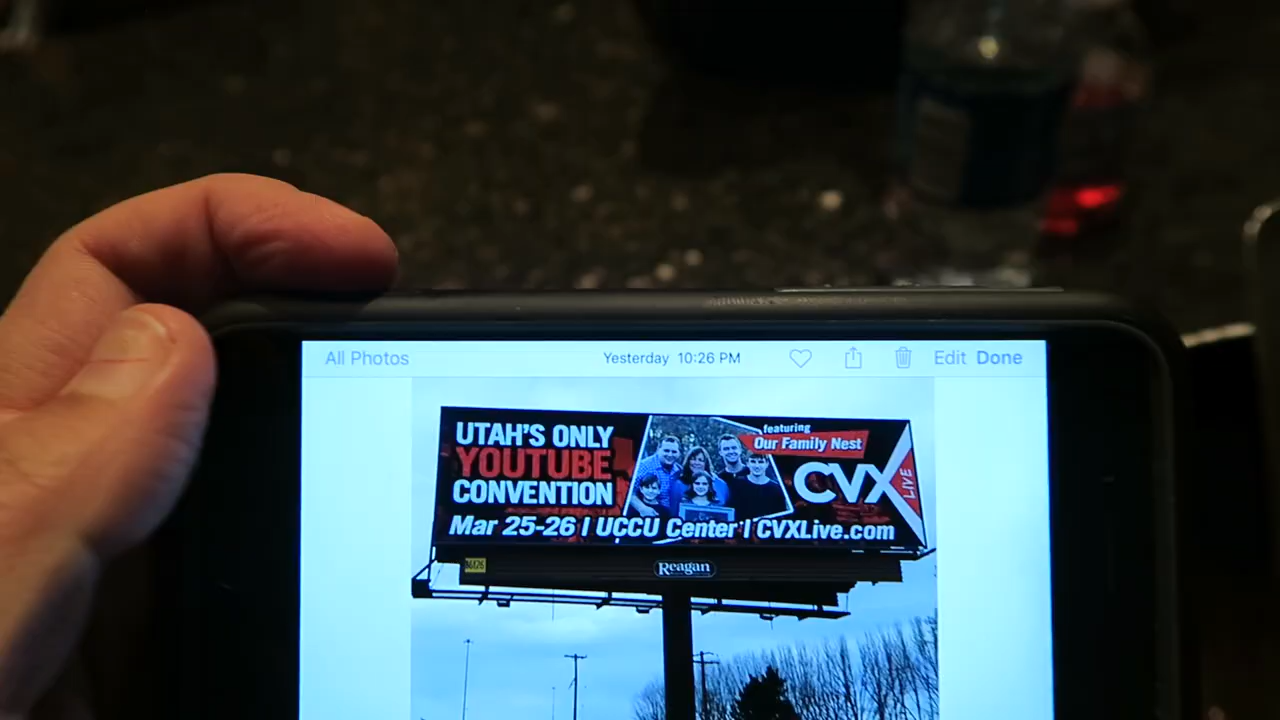 All Photos
Yesterday 10:26 PM
Edit Done
UTAH'S ONLY
YOUTUBE
CONVENTION
featuring
Our Family Nest
CVX
LIVE
Mar 25-26 | UCCU Center | CVXLive.com
Reagan